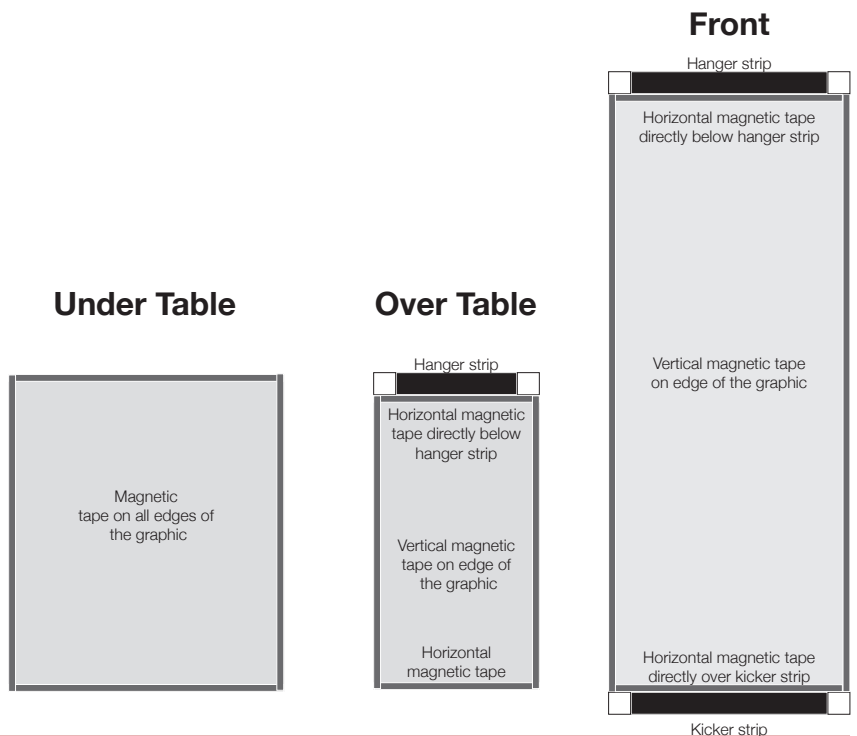 Front
Hanger strip
Horizontal magnetic tape
directly below hanger strip
Vertical magnetic tape
on edge of the graphic
Horizontal magnetic tape
directly over kicker strip
Kicker strip
Under Table
Magnetic
tape on all edges of
the graphic
Over Table
Hanger strip
Horizontal magnetic
tape directly below
hanger strip
Vertical magnetic
tape on edge of
the graphic
Horizontal
magnetic tape